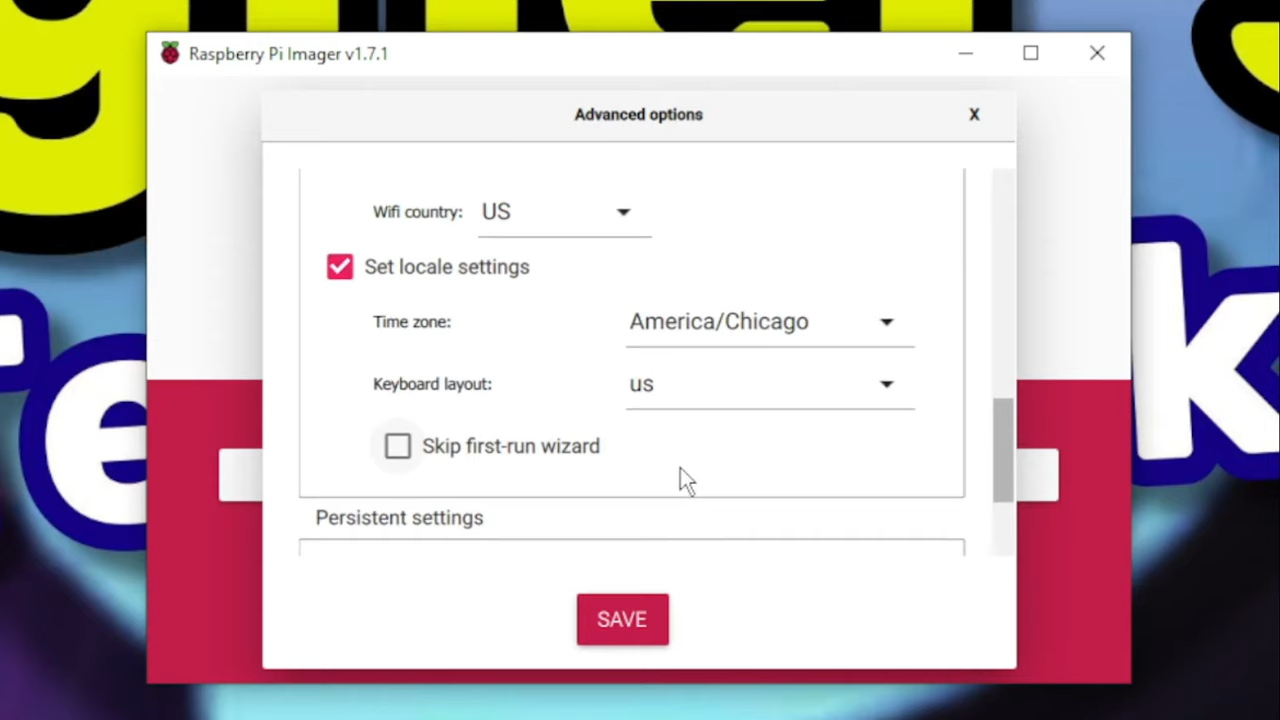 Raspberry Pi Imager v1.7.1
Advanced options
X
Wifi country: US
Set locale settings
Time zone: America/Chicago
Keyboard layout: us
Skip first-run wizard
Persistent settings
SAVE